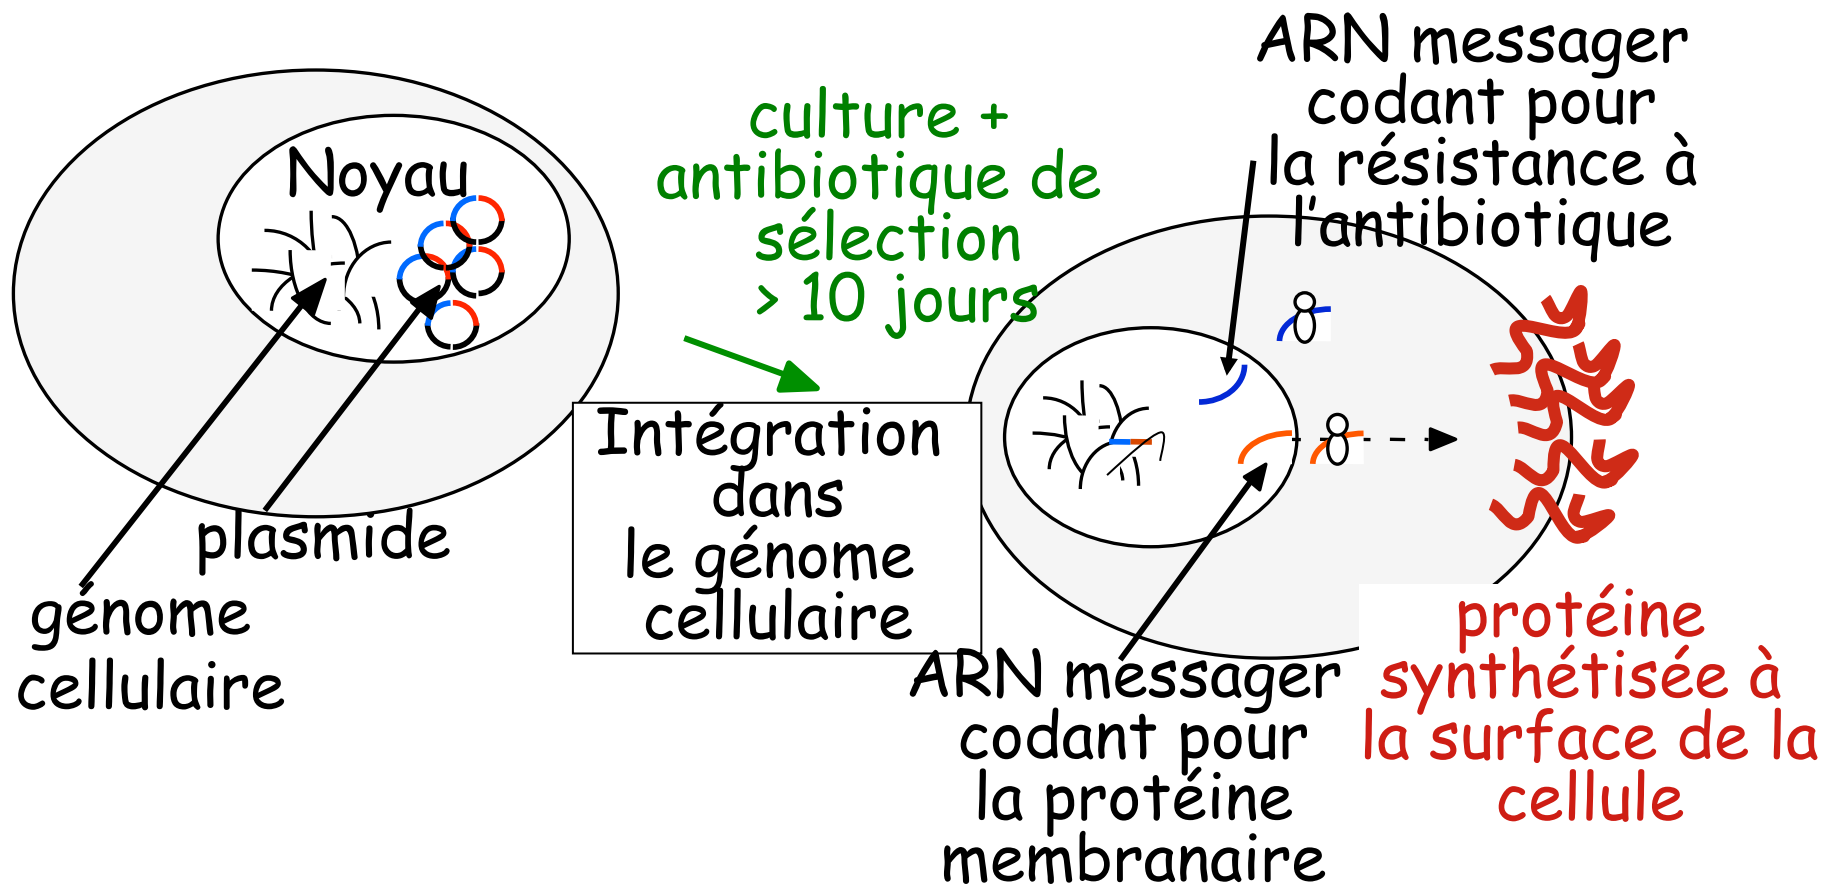 Noyau
génome
cellulaire
plasmide
culture +
antibiotique de
sélection
> 10 jours
Intégration
dans
le génome
cellulaire
ARN messager
codant pour
la résistance à
l'antibiotique
ARN messager
codant pour
la protéine
membranaire
protéine
synthétisée à
la surface de la
cellule